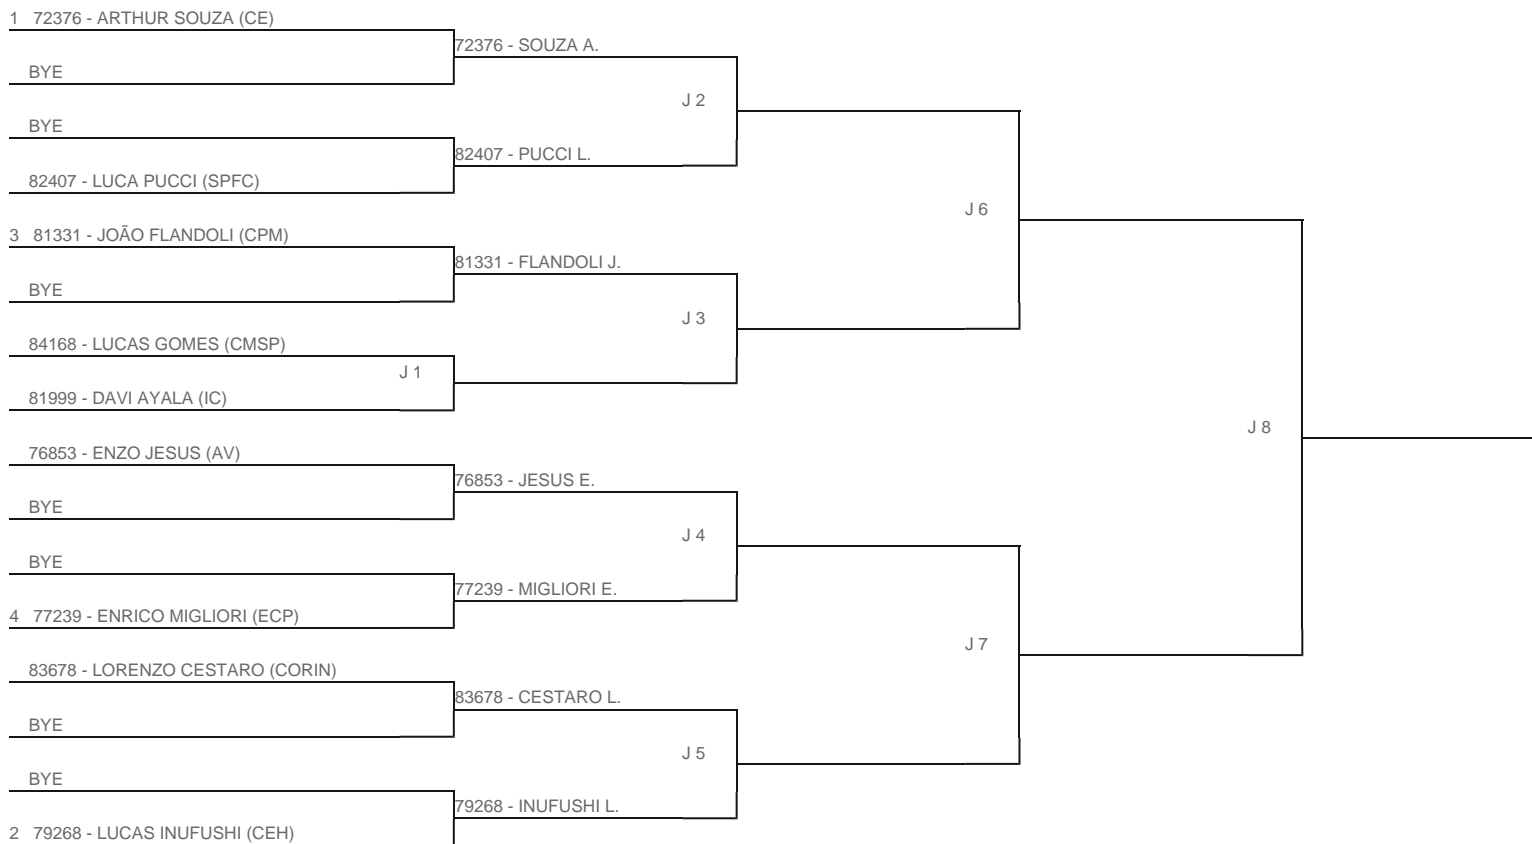 1 72376 - ARTHUR SOUZA (CE)
72376 - SOUZA A.
BYE
J 2
BYE
82407 - PUCCI L.
82407 - LUCA PUCCI (SPFC)
J 6
3 81331 - JOÃO FLANDOLI (CPM)
81331 - FLANDOLI J.
BYE
J 3
84168 - LUCAS GOMES (CMSP)
J 1
81999 - DAVI AYALA (IC)
J 8
76853 - ENZO JESUS (AV)
76853 - JESUS E.
BYE
J 4
BYE
77239 - MIGLIORI E.
4 77239 - ENRICO MIGLIORI (ECP)
J 7
83678 - LORENZO CESTARO (CORIN)
83678 - CESTARO L.
BYE
J 5
BYE
79268 - INUFUSHI L.
2 79268 - LUCAS INUFUSHI (CEH)